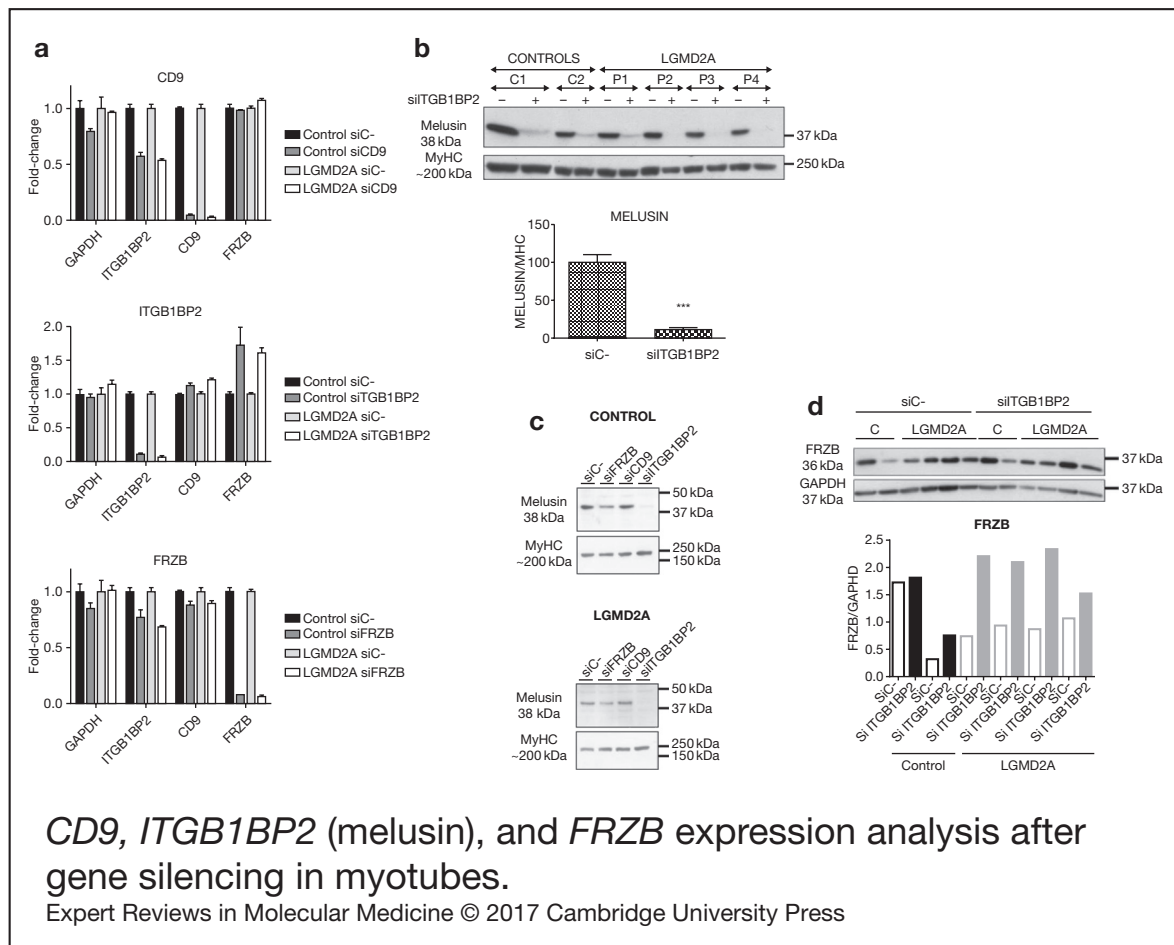 a
CD9
Fold-change
1.0
0.5
0.0
GAPDH
ITGB1BP2
CD9
FRZB
Control siC-
Control siCD9
LGMD2A siC-
LGMD2A siCD9
ITGB1BP2
Fold-change
2.0
1.5
1.0
0.5
0.0
GAPDH
ITGB1BP2
CD9
FRZB
Control siC-
Control siTGB1BP2
LGMD2A siC-
LGMD2A siTGB1BP2
FRZB
Fold-change
1.0
0.5
0.0
GAPDH
ITGB1BP2
CD9
FRZB
Control siC-
Control siFRZB
LGMD2A siC-
LGMD2A siFRZB
b
CONTROLS LGMD2A
C1 C2 P1 P2 P3 P4
siITGB1BP2 – + – + – + – + – + – +
Melusin
38 kDa
37 kDa
MyHC
~200 kDa
250 kDa
MELUSIN
MELUSIN/MHC
150
100
50
0
***
siC-
siITGB1BP2
c
CONTROL
siC-
siFRZB
siCD9
siITGB1BP2
Melusin
38 kDa
50 kDa
37 kDa
MyHC
~200 kDa
250 kDa
150 kDa
LGMD2A
siC-
siFRZB
siCD9
siITGB1BP2
Melusin
38 kDa
50 kDa
37 kDa
MyHC
~200 kDa
250 kDa
150 kDa
d
siC- siITGB1BP2
C LGMD2A C LGMD2A
FRZB
36 kDa
37 kDa
GAPDH
37 kDa
37 kDa
FRZB
FRZB/GAPHD
2.5
2.0
1.5
1.0
0.5
0.0
SiC-
Si ITGB1BP2
SiC-
Si ITGB1BP2
SiC-
Si ITGB1BP2
SiC-
Si ITGB1BP2
SiC-
Si ITGB1BP2
SiC-
Si ITGB1BP2
Control LGMD2A
CD9, ITGB1BP2 (melusin), and FRZB expression analysis after
gene silencing in myotubes.
Expert Reviews in Molecular Medicine © 2017 Cambridge University Press